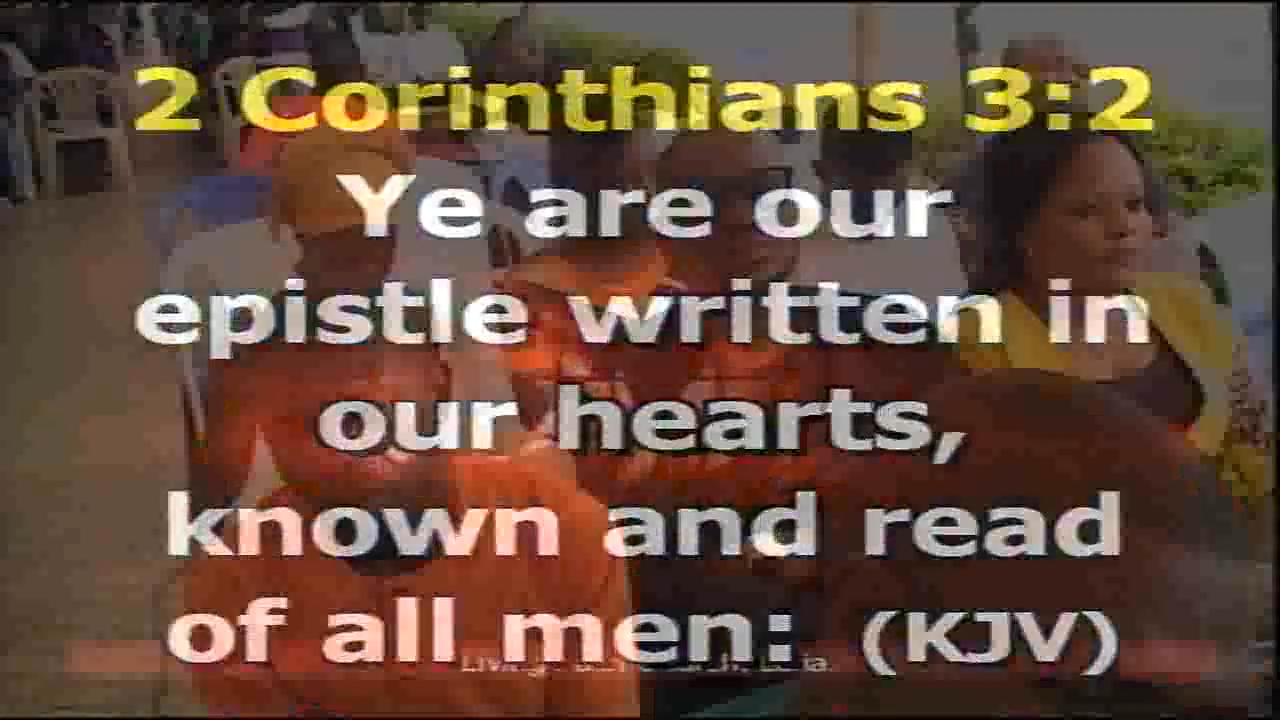 2 Corinthians 3:2
Ye are our
epistle written in
our hearts,
known and read
of all men: (KJV)